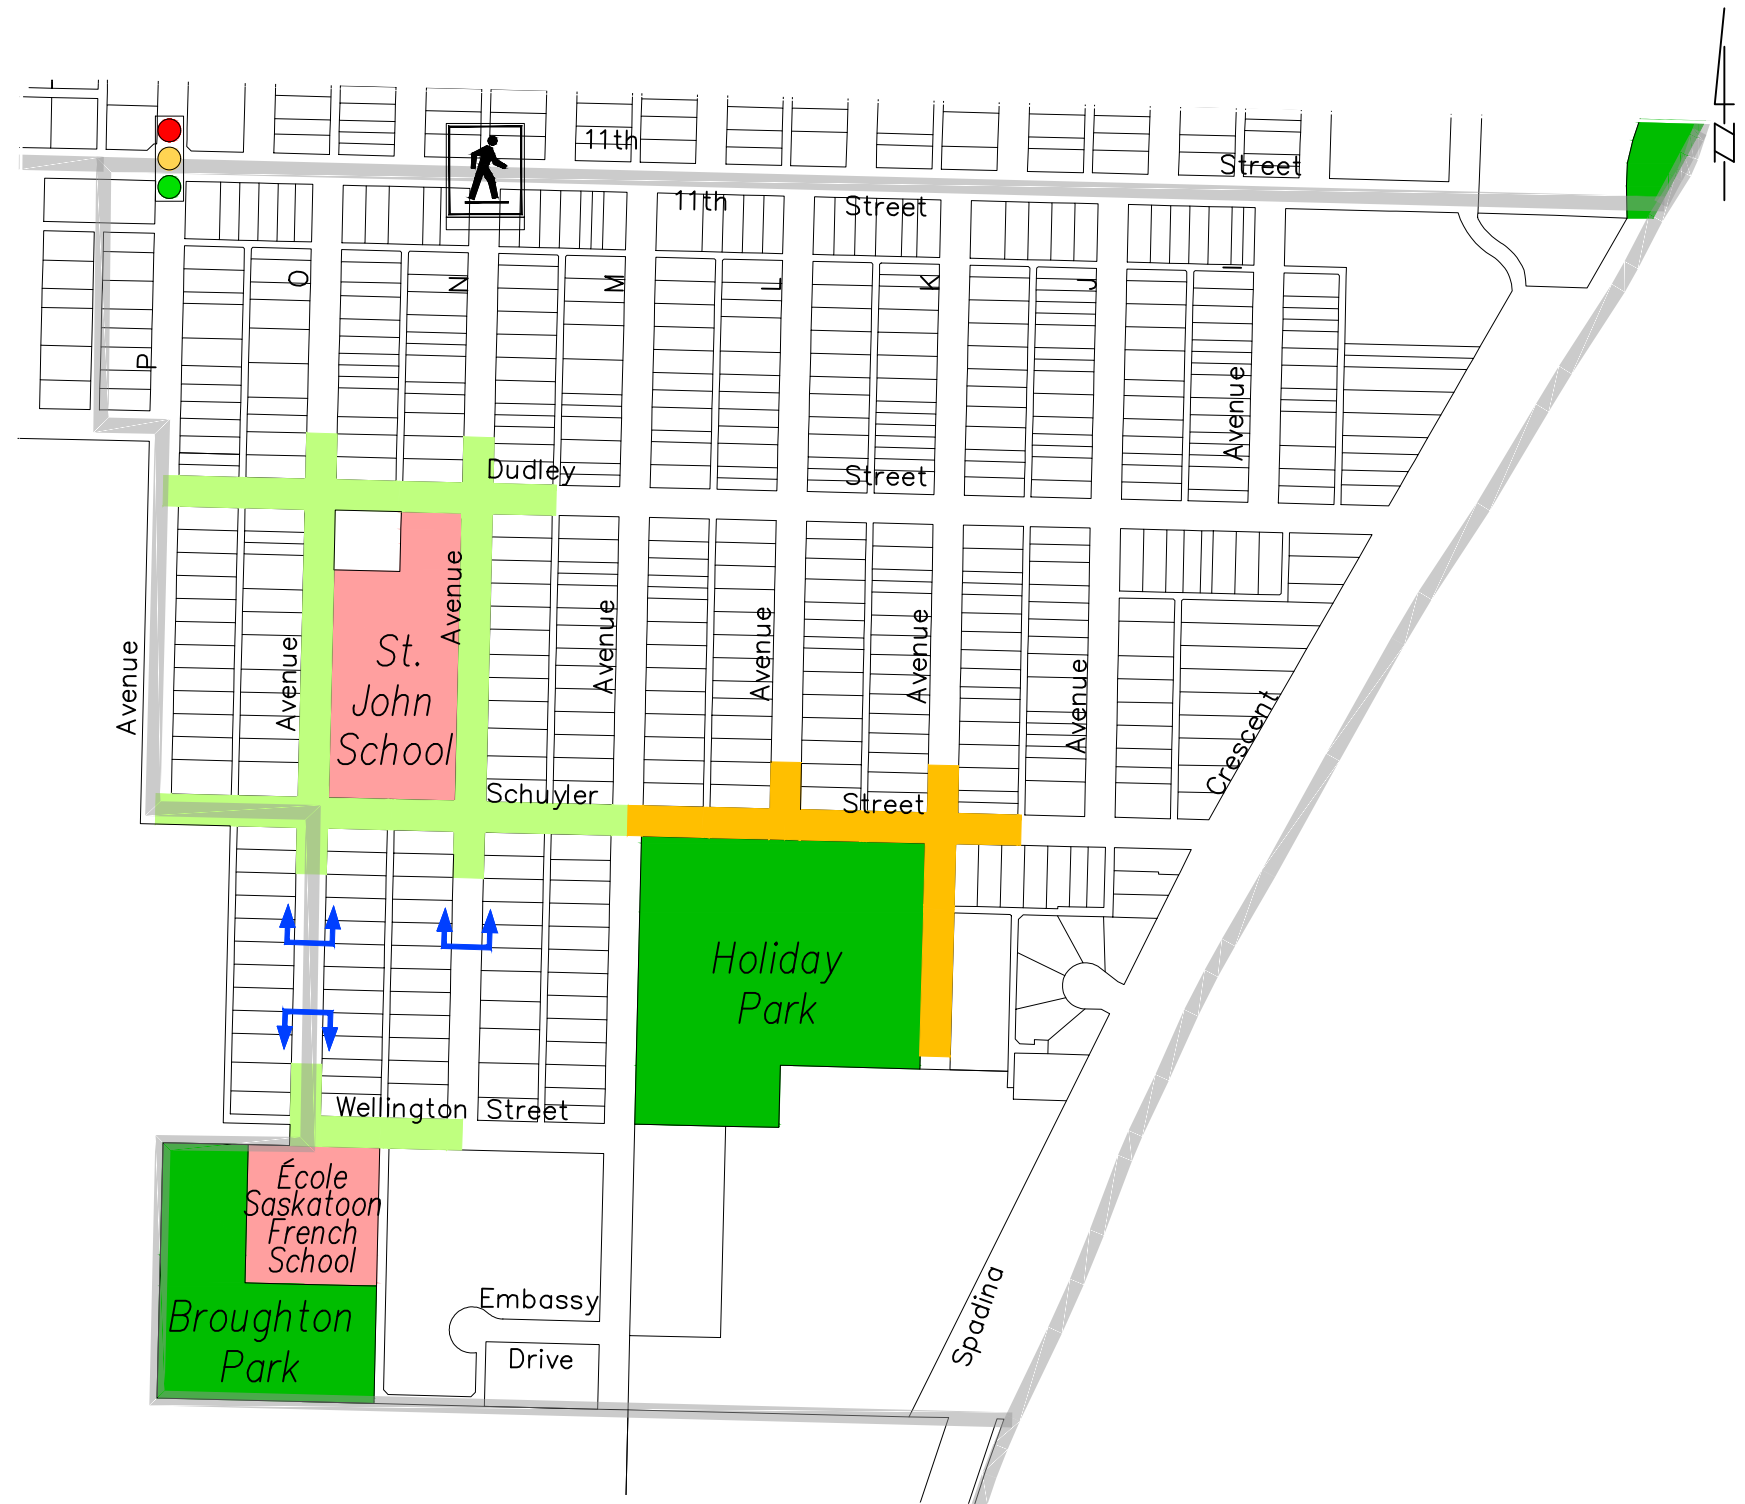 11th
Street
11th
Street
O
N
M
L
K
J
I
P
Avenue
Dudley
Street
Avenue
Avenue
Avenue
Avenue
Avenue
Avenue
Avenue
St.
John
School
Crescent
Schuyler
Street
Holiday
Park
Wellington Street
École
Saskatoon
French
School
Broughton
Park
Embassy
Drive
Spadina
N